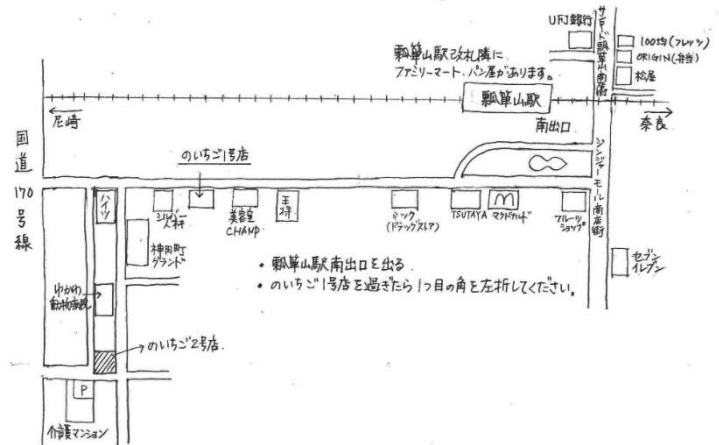 UFJ銀行
サンロード瓢箪山商店街
100均(フレッツ)
ORIGIN(弁当)
松屋
瓢箪山駅改札隣に
ファミリーマート、パン屋があります。
瓢箪山駅
尼崎
南出口
奈良
国道170号線
のいちご1号店
ジンジャーモール商店街
ハイツ
シルバー人材
美容室
CHAMP
王将
ミック
(ドラッグストア)
TSUTAYA
マクドナルド
フルーツ
ショップ
神田町
グランド
セブン
イレブン
・瓢箪山駅南出口を出る
・のいちご1号店を過ぎたら1つ目の角を左折してください。
ゆかわ
動物病院
のいちご2号店
P
介護マンション